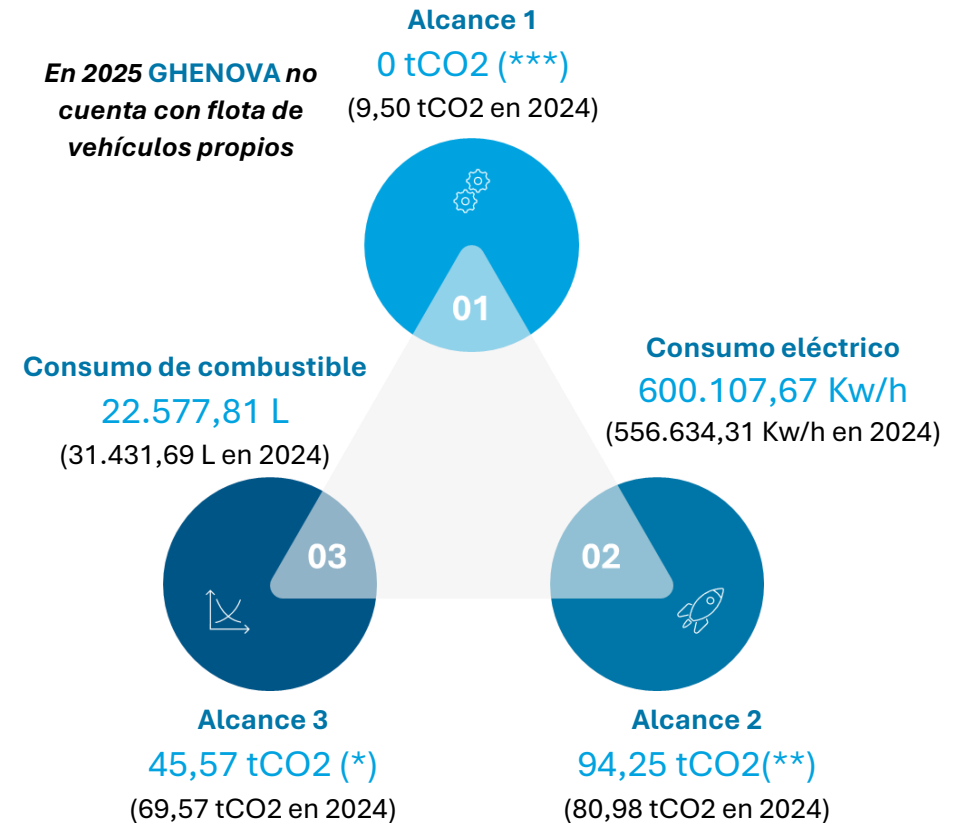 Alcance 1
0 tCO2 (***)
(9,50 tCO2 en 2024)
En 2025 GHENOVA no
cuenta con flota de
vehículos propios
01
Consumo de combustible
22.577,81 L
(31.431,69 L en 2024)
Consumo eléctrico
600.107,67 Kw/h
(556.634,31 Kw/h en 2024)
03
02
Alcance 3
45,57 tCO2 (*)
(69,57 tCO2 en 2024)
Alcance 2
94,25 tCO2(**)
(80,98 tCO2 en 2024)